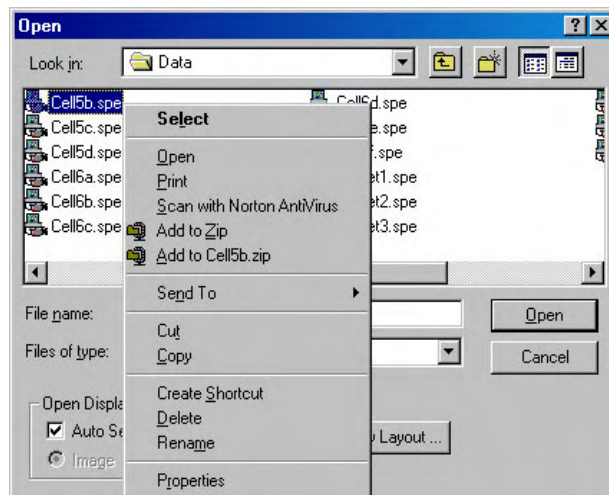 Open
Look in: Data
Cell5b.spe
Cell5c.spe
Cell5d.spe
Cell6a.spe
Cell6b.spe
Cell6c.spe
Cell6d.spe
e.spe
f.spe
et1.spe
et2.spe
et3.spe
Select
Open
Print
Scan with Norton AntiVirus
Add to Zip
Add to Cell5b.zip
Send To
Cut
Copy
Create Shortcut
Delete
Rename
Properties
File name:
Open
Files of type:
Cancel
Open Displa
Auto Se
Layout ...
Image